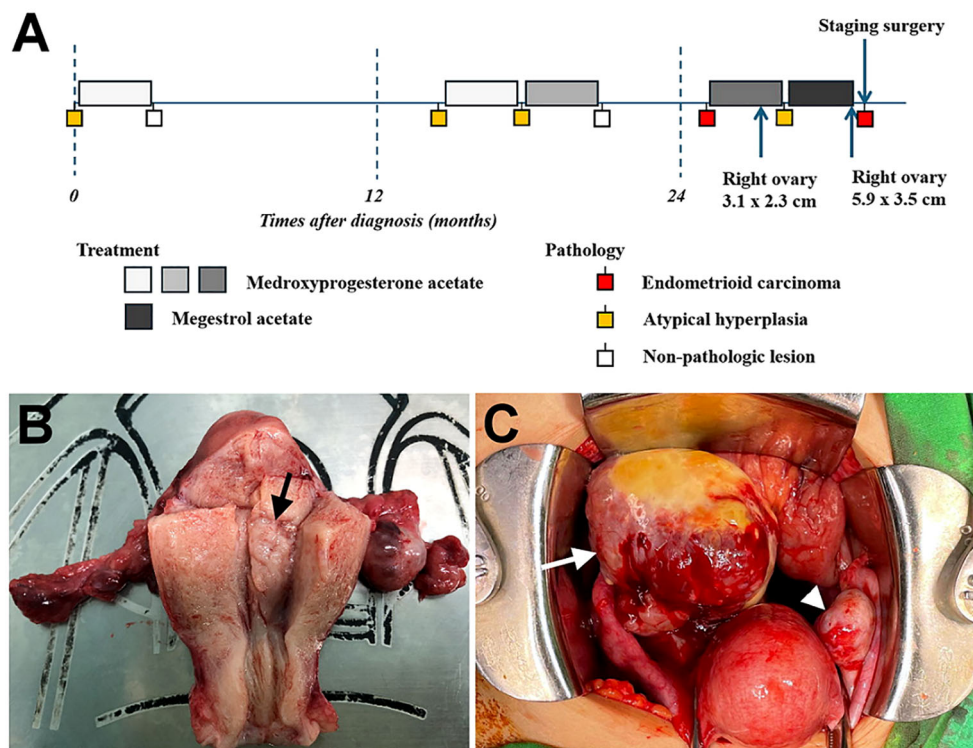 A
Staging surgery
Right ovary
3.1 x 2.3 cm
Right ovary
5.9 x 3.5 cm
0
12
24
Times after diagnosis (months)
Treatment
Medroxyprogesterone acetate
Megestrol acetate
Pathology
Endometrioid carcinoma
Atypical hyperplasia
Non-pathologic lesion
B
C